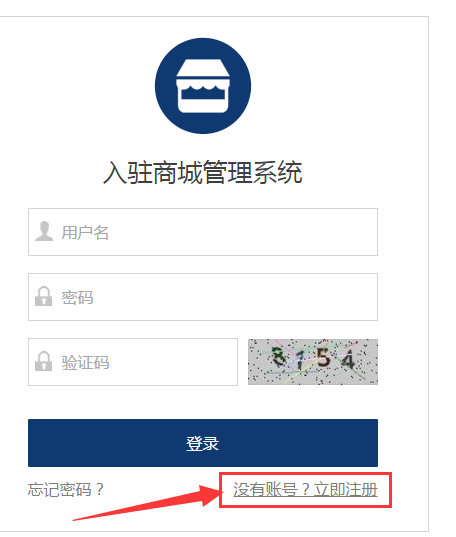 入驻商城管理系统
用户名
密码
验证码
8154
登录
忘记密码？
没有账号？立即注册